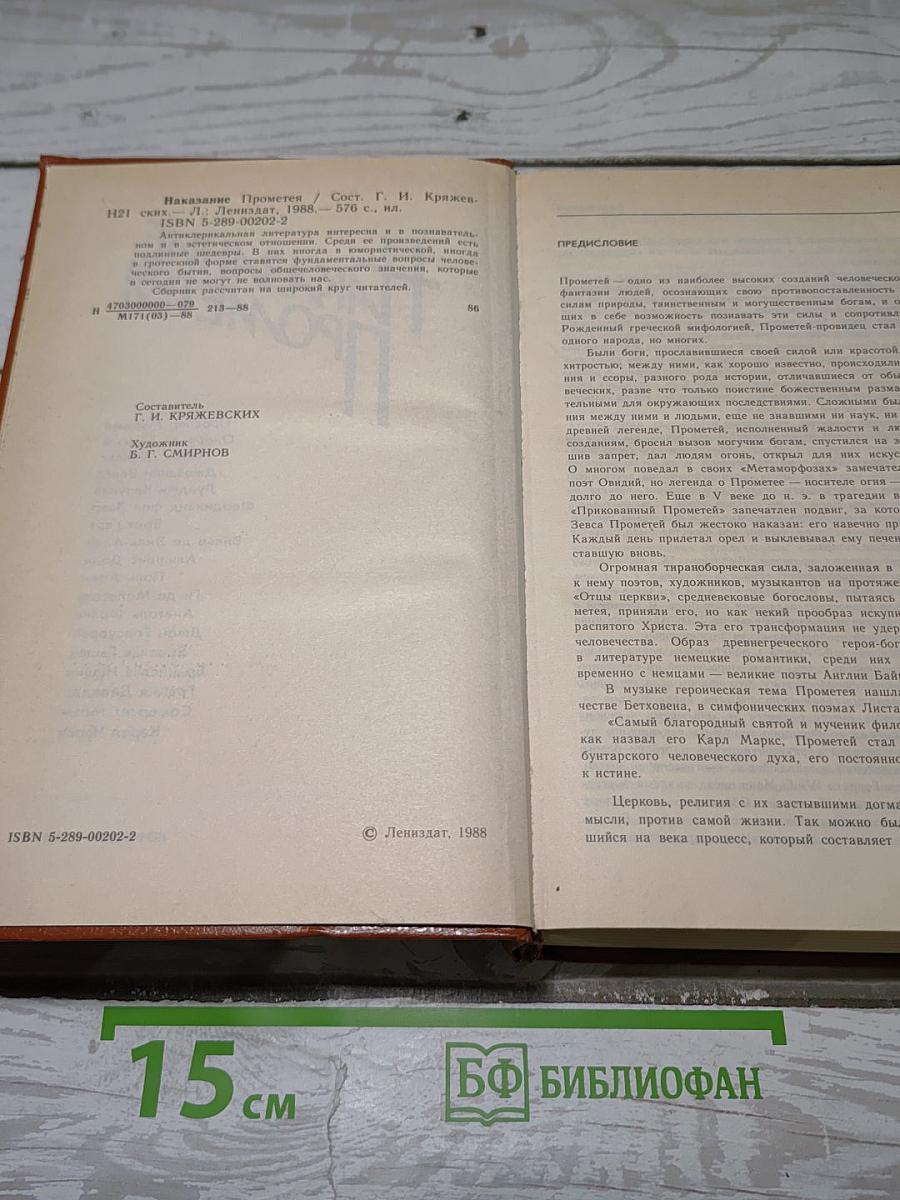 Наказание Прометея / Сост. Г. И. Кряжев-
Н21 ских.— Л.: Лениздат, 1988.— 576 с., ил.
ISBN 5-289-00202-2
Антиклерикальная литература интересна и в познаватель-
ном и в эстетическом отношении. Среди ее произведений есть
подлинные шедевры. В них иногда в юмористической, иногда
в гротескной форме ставятся фундаментальные вопросы челове-
ческого бытия, вопросы общечеловеческого значения, которые
и сегодня не могут не волновать нас.
Сборник рассчитан на широкий круг читателей.
Н 4703000000—079 213—88 86
М171(03)—88
Составитель
Г. И. КРЯЖЕВСКИХ
Художник
Б. Г. СМИРНОВ
ISBN 5-289-00202-2
© Лениздат, 1988
ПРЕДИСЛОВИЕ
Прометей — одно из наиболее высоких созданий человеческо
фантазии людей, осознающих свою противопоставленность
силам природы, таинственным и могущественным богам, и о
щих в себе возможность познавать эти силы и сопротивл
Рожденный греческой мифологией, Прометей-провидец стал
одного народа, но многих.
Были боги, прославившиеся своей силой или красотой,
хитростью; между ними, как хорошо известно, происходили
ния и ссоры, разного рода истории, отличавшиеся от обы
веческих, разве что только поистине божественным разма
тельными для окружающих последствиями. Сложными был
ния между ними и людьми, еще не знавшими ни наук, ни
древней легенде, Прометей, исполненный жалости и лю
созданиям, бросил вызов могучим богам, спустился на з
шив запрет, дал людям огонь, открыл для них искус
О многом поведал в своих «Метаморфозах» замечател
поэт Овидий, но легенда о Прометее — носителе огня —
долго до него. Еще в V веке до н. э. в трагедии в
«Прикованный Прометей» запечатлен подвиг, за кото
Зевса Прометей был жестоко наказан: его навечно пр
Каждый день прилетал орел и выклевывал ему печен
ставшую вновь.
Огромная тираноборческая сила, заложенная в
к нему поэтов, художников, музыкантов на протяже
«Отцы церкви», средневековые богословы, пытаясь
метея, приняли его, но как некий прообраз искупи
распятого Христа. Эта его трансформация не удер
человечества. Образ древнегреческого героя-бог
в литературе немецкие романтики, среди них
временно с немцами — великие поэты Англии Бай
В музыке героическая тема Прометея нашла
честве Бетховена, в симфонических поэмах Листа
«Самый благородный святой и мученик фило
как назвал его Карл Маркс, Прометей стал
бунтарского человеческого духа, его постоянно
к истине.
Церковь, религия с их застывшими догма
мысли, против самой жизни. Так можно был
шийся на века процесс, который составляет
15 см
БФ БИБЛИОФАН